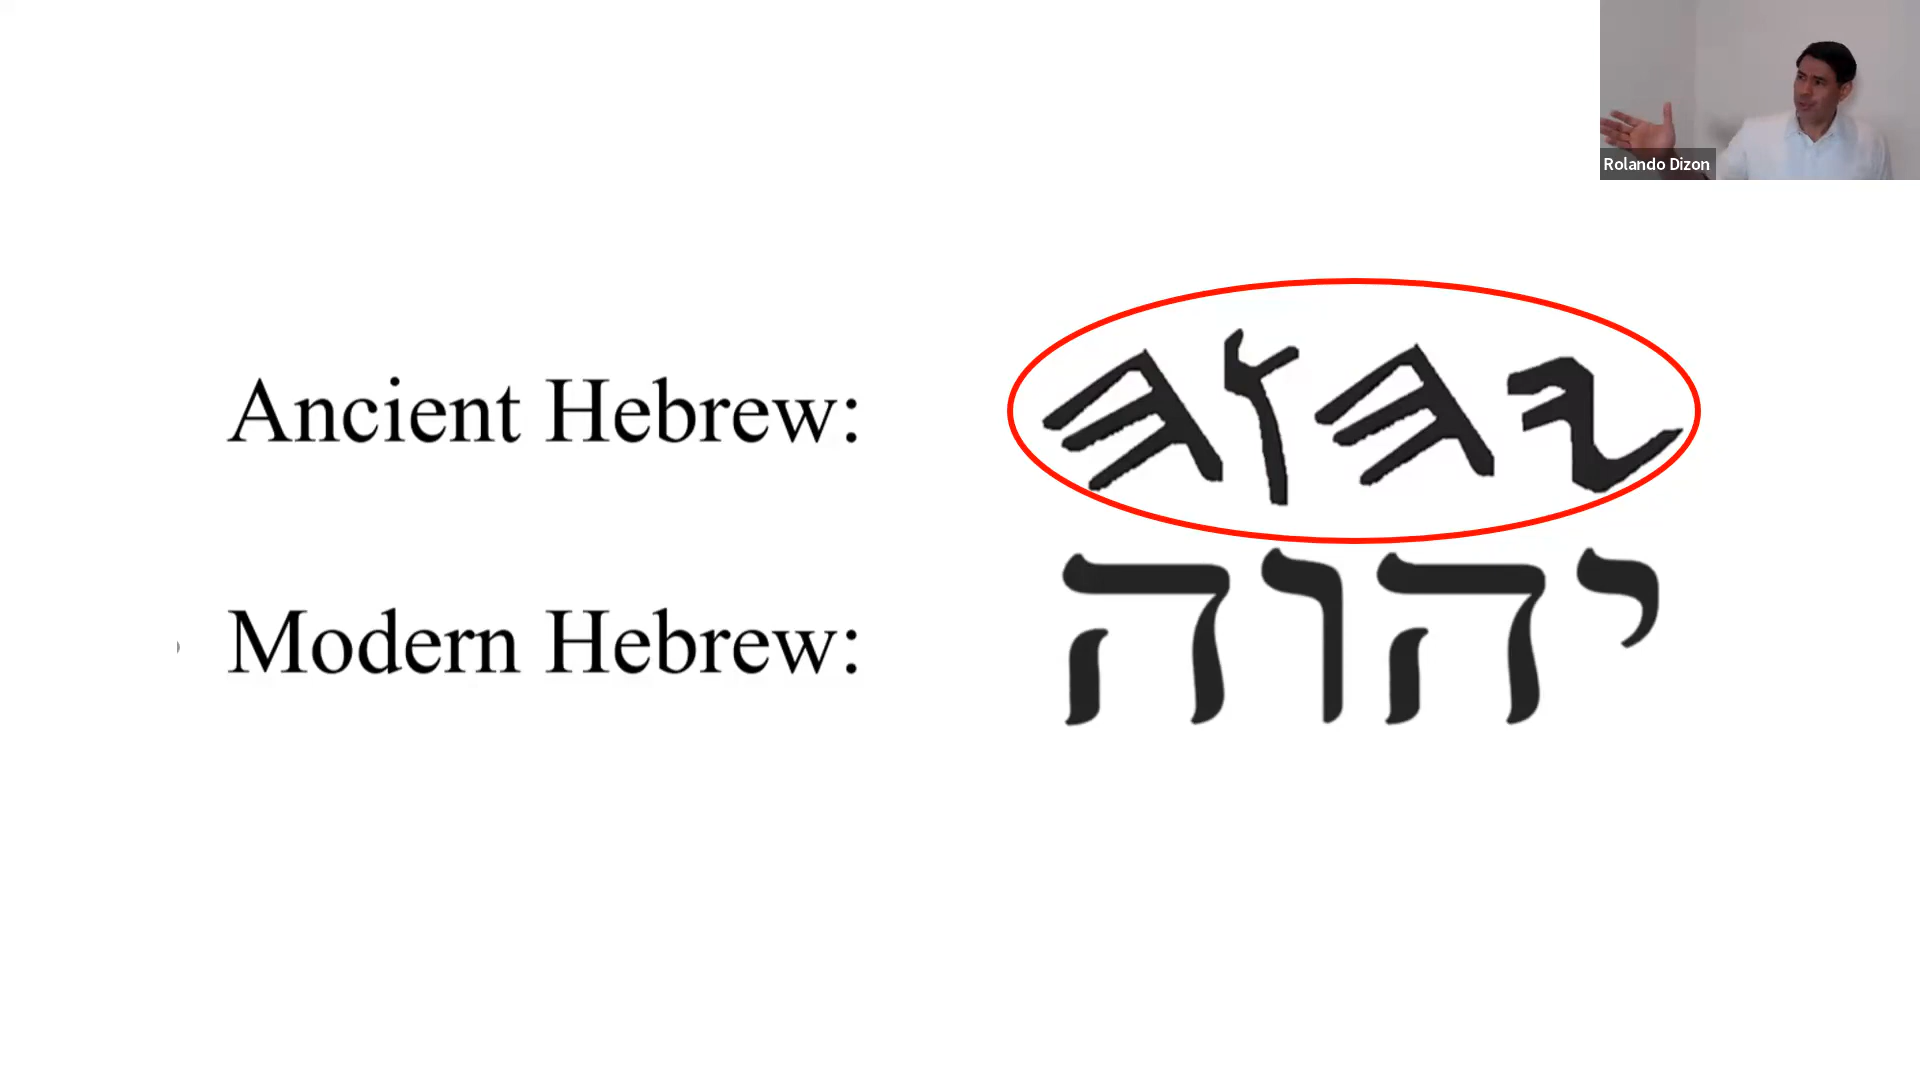 Rolando Dizon
Ancient Hebrew: 𐤉𐤄𐤅𐤄
Modern Hebrew: יהוה